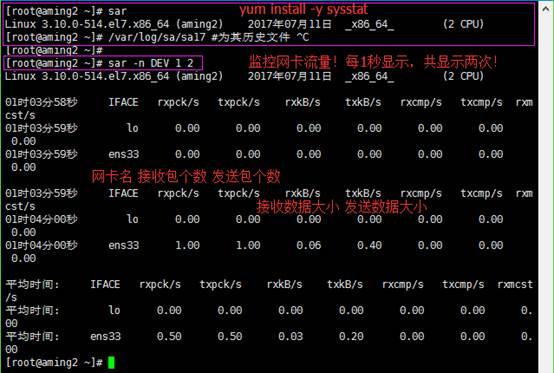 [root@aming2 ~]# sar yum install -y sysstat
Linux 3.10.0-514.el7.x86_64 (aming2) 2017年07月11日 _x86_64_ (2 CPU)
[root@aming2 ~]# /var/log/sa/sa17 #为其历史文件 ^C
[root@aming2 ~]#
[root@aming2 ~]# sar -n DEV 1 2 监控网卡流量！每1秒显示，共显示两次！
Linux 3.10.0-514.el7.x86_64 (aming2) 2017年07月11日 _x86_64_ (2 CPU)
01时03分58秒 IFACE rxpck/s txpck/s rxkB/s txkB/s rxcmp/s txcmp/s rxm
cst/s
01时03分59秒 lo 0.00 0.00 0.00 0.00 0.00 0.00
0.00
01时03分59秒 ens33 0.00 0.00 0.00 0.00 0.00 0.00
0.00
网卡名 接收包个数 发送包个数
01时03分59秒 IFACE rxpck/s txpck/s rxkB/s txkB/s rxcmp/s txcmp/s rxm
cst/s
接收数据大小 发送数据大小
01时04分00秒 lo 0.00 0.00 0.00 0.00 0.00 0.00
0.00
01时04分00秒 ens33 1.00 1.00 0.06 0.40 0.00 0.00
0.00
平均时间: IFACE rxpck/s txpck/s rxkB/s txkB/s rxcmp/s txcmp/s rxmcst
/s
平均时间: lo 0.00 0.00 0.00 0.00 0.00 0.00 0.
00
平均时间: ens33 0.50 0.50 0.03 0.20 0.00 0.00 0.
00
[root@aming2 ~]#